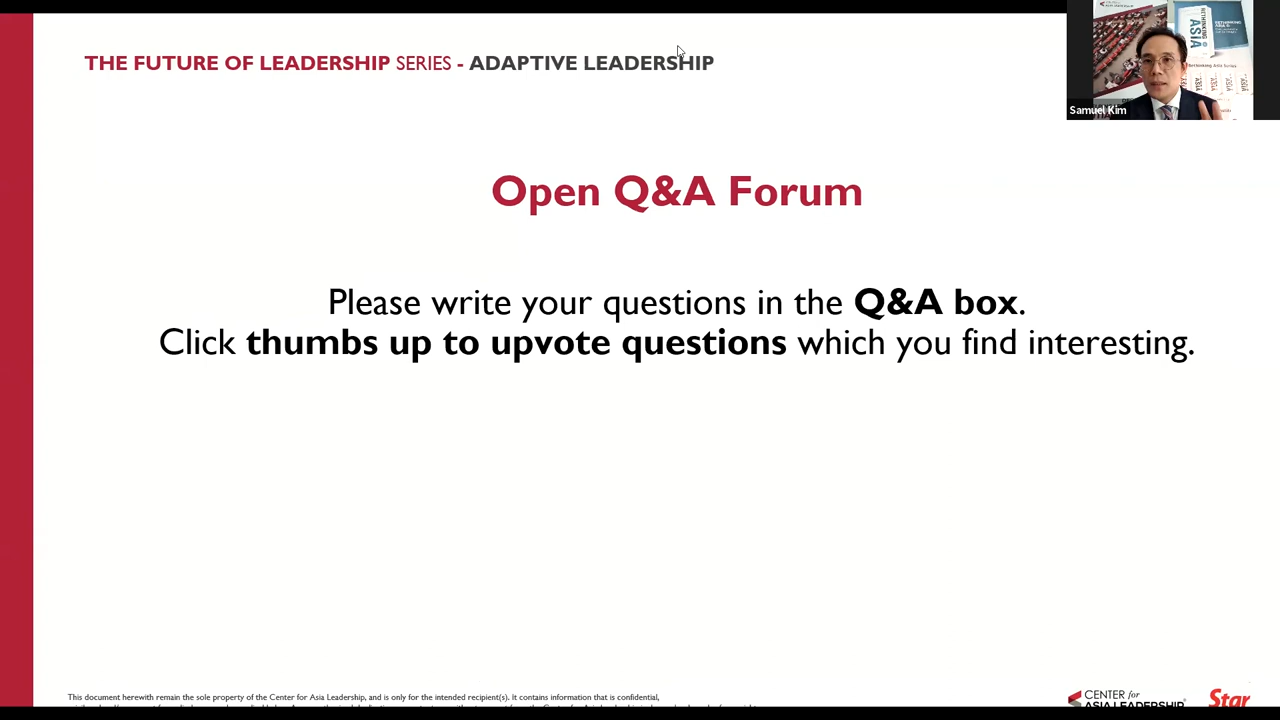 THE FUTURE OF LEADERSHIP SERIES - ADAPTIVE LEADERSHIP
Samuel Kim
Open Q&A Forum
Please write your questions in the Q&A box.
Click thumbs up to upvote questions which you find interesting.
This document herewith remain the sole property of the Center for Asia Leadership, and is only for the intended recipient(s). It contains information that is confidential,
CENTER for
ASIA LEADERSHIP
Star